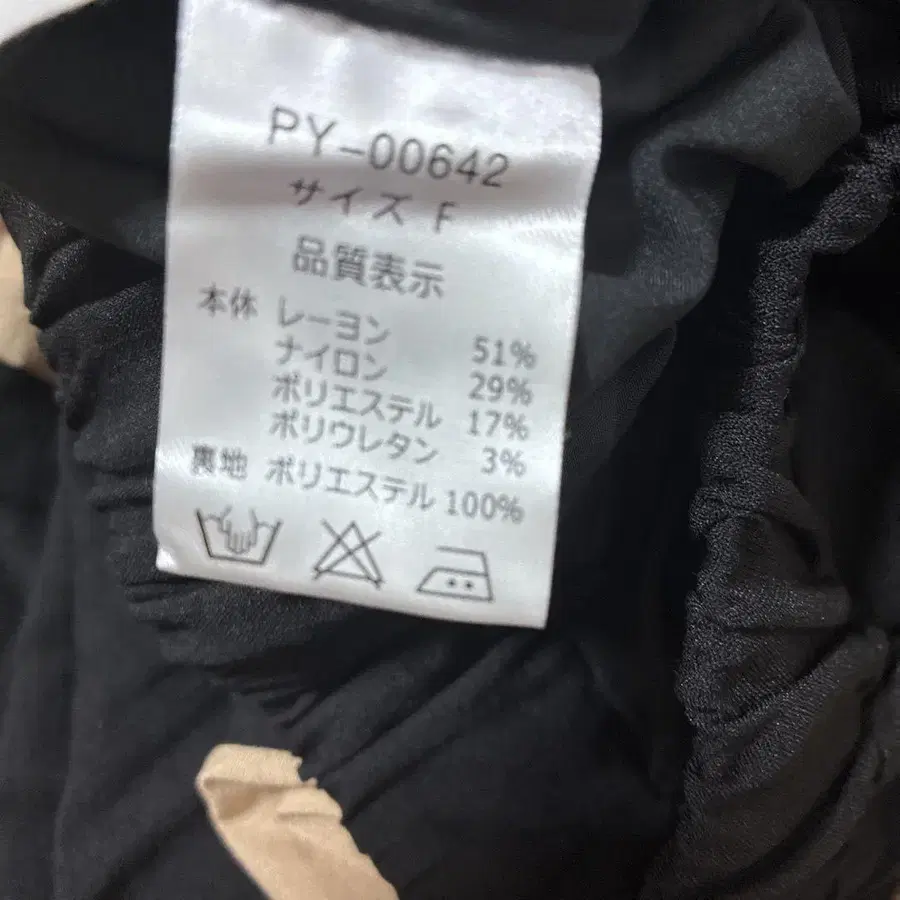 PY-00642
サイズ F
品質表示
本体 レーヨン 51%
ナイロン 29%
ポリエステル 17%
ポリウレタン 3%
裏地 ポリエステル 100%